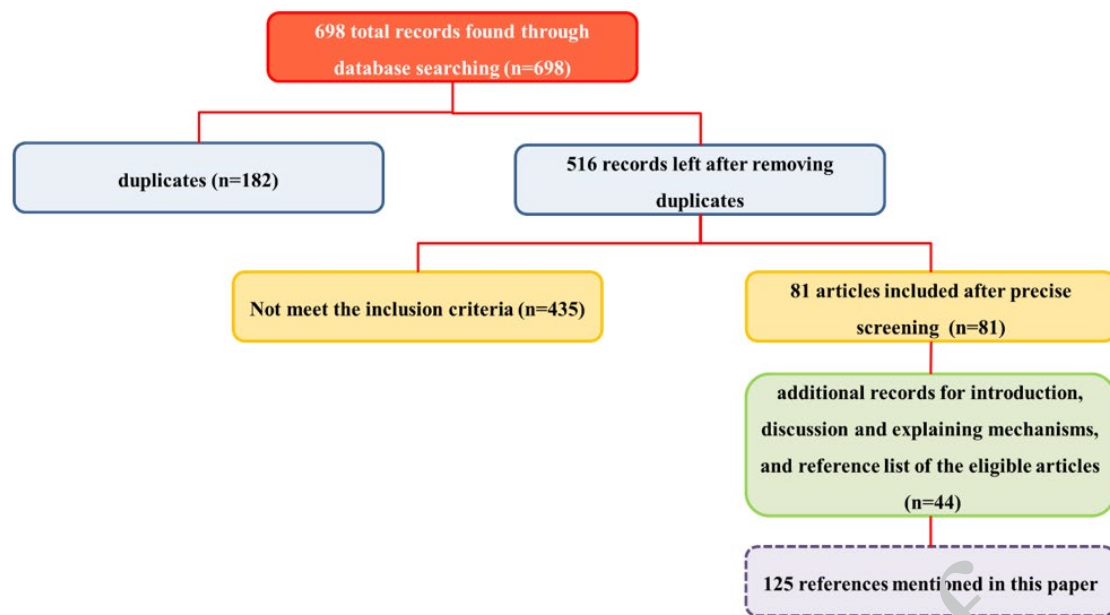 698 total records found through
database searching (n=698)
duplicates (n=182)
516 records left after removing
duplicates
Not meet the inclusion criteria (n=435)
81 articles included after precise
screening (n=81)
additional records for introduction,
discussion and explaining mechanisms,
and reference list of the eligible articles
(n=44)
125 references mentioned in this paper